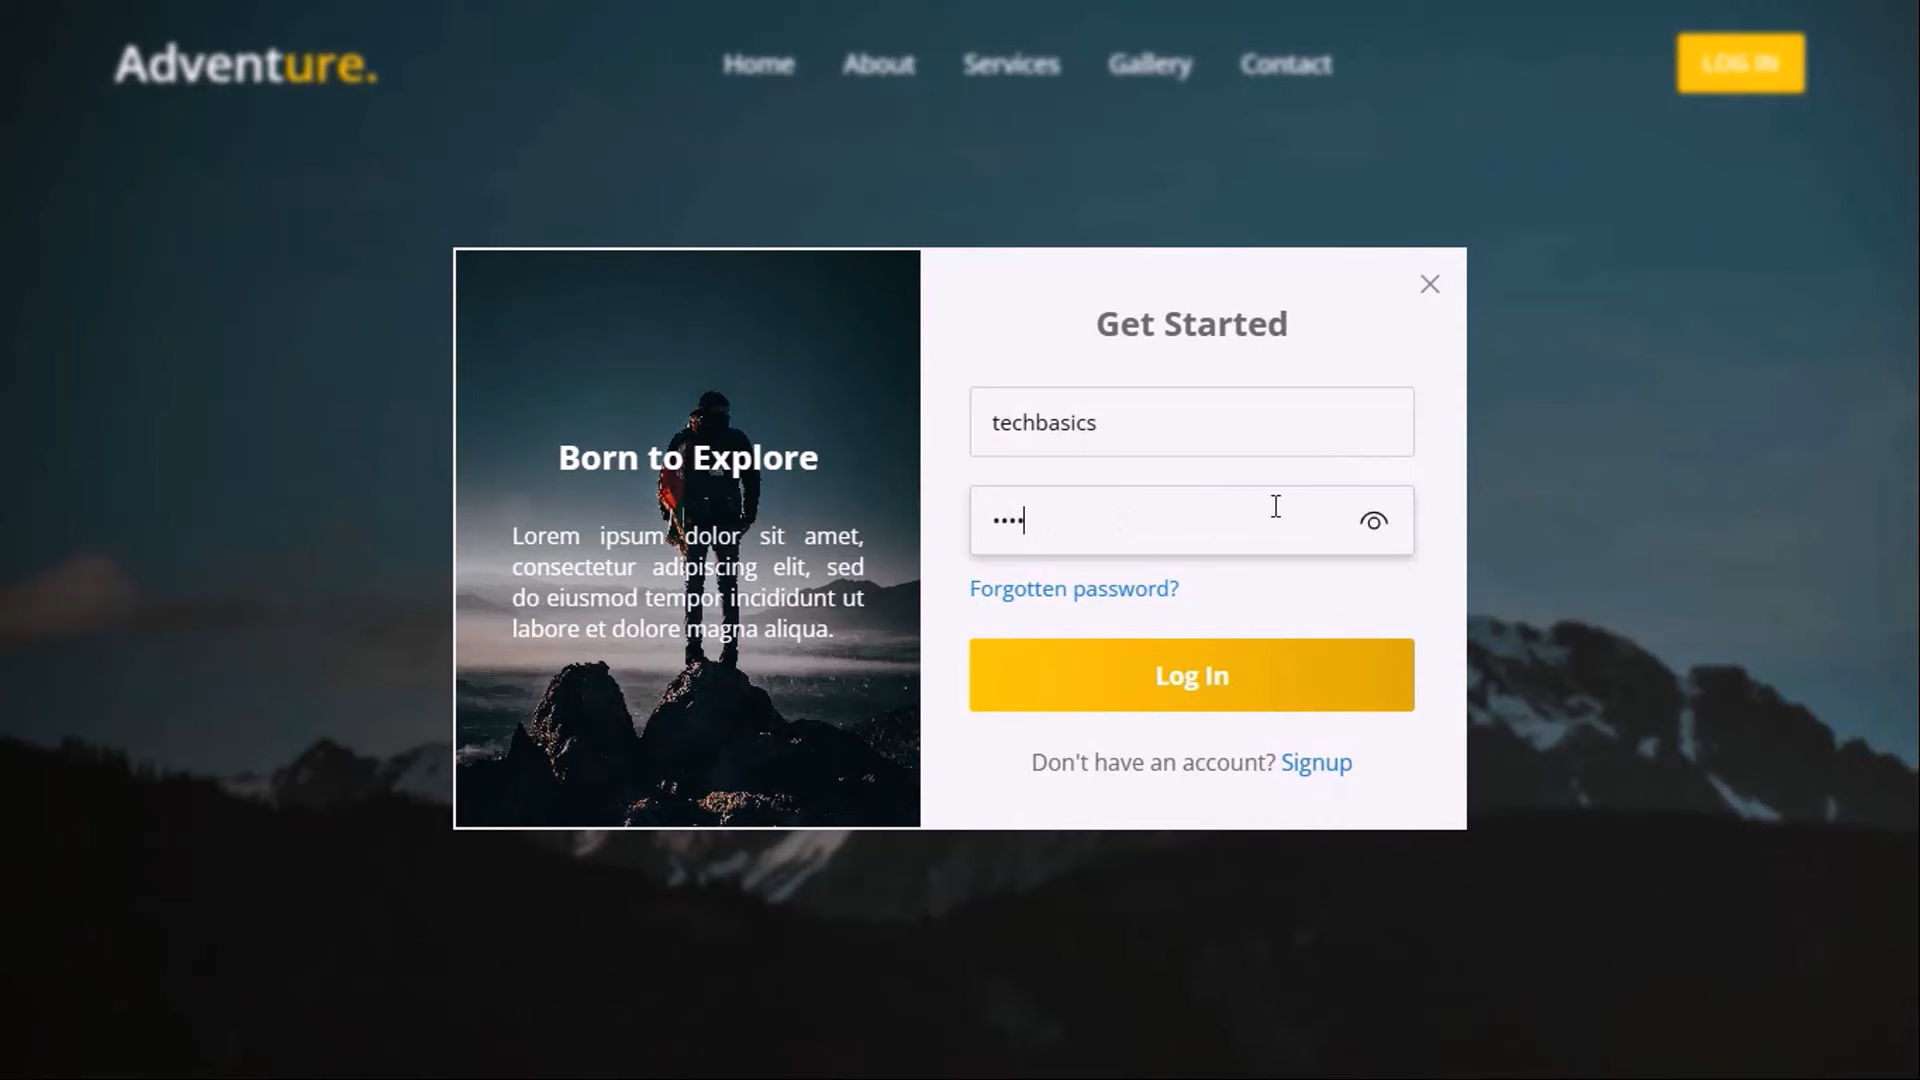 Adventure.
Home About Services Gallery Contact
LOG IN
Get Started
techbasics
Born to Explore
••••
Lorem ipsum dolor sit amet,
consectetur adipiscing elit, sed
do eiusmod tempor incididunt ut
labore et dolore magna aliqua.
Forgotten password?
Log In
Don't have an account? Signup